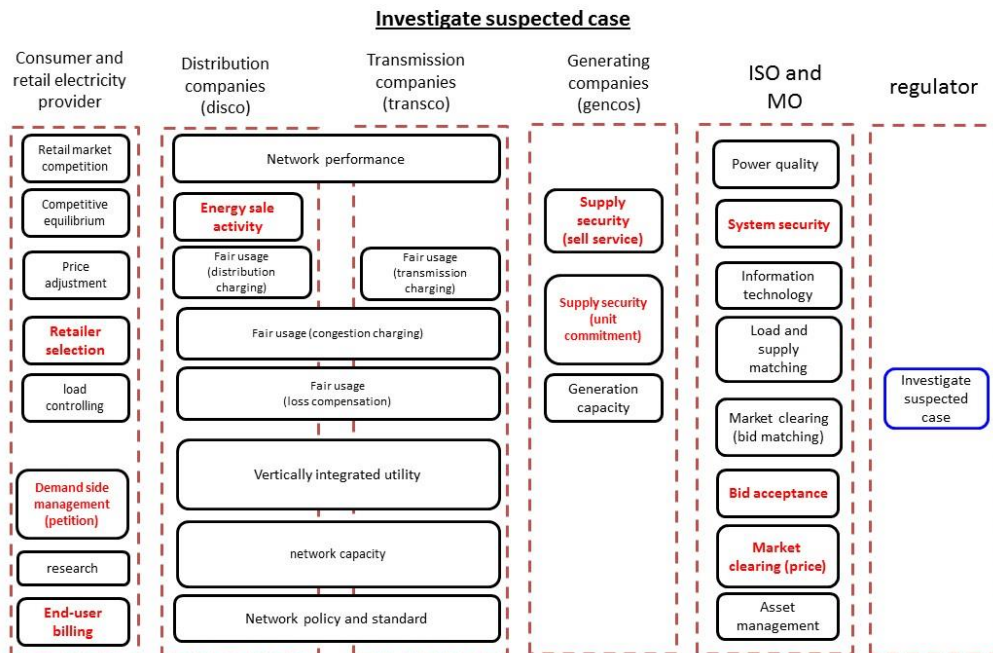 Investigate suspected case
Consumer and
retail electricity
provider
Distribution
companies
(disco)
Transmission
companies
(transco)
Generating
companies
(gencos)
ISO and
MO
regulator
Retail market
competition
Competitive
equilibrium
Price
adjustment
Retailer
selection
load
controlling
Demand side
management
(petition)
research
End-user
billing
Network performance
Energy sale
activity
Fair usage
(distribution
charging)
Fair usage
(transmission
charging)
Fair usage (congestion charging)
Fair usage
(loss compensation)
Vertically integrated utility
network capacity
Network policy and standard
Supply
security
(sell service)
Supply security
(unit
commitment)
Generation
capacity
Power quality
System security
Information
technology
Load and
supply
matching
Market clearing
(bid matching)
Bid acceptance
Market
clearing (price)
Asset
management
Investigate
suspected
case